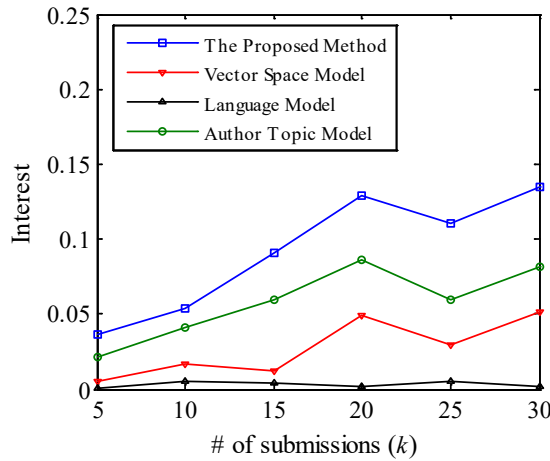 0.25
0.2
0.15
0.1
0.05
0
Interest
The Proposed Method
Vector Space Model
Language Model
Author Topic Model
5 10 15 20 25 30
# of submissions (k)